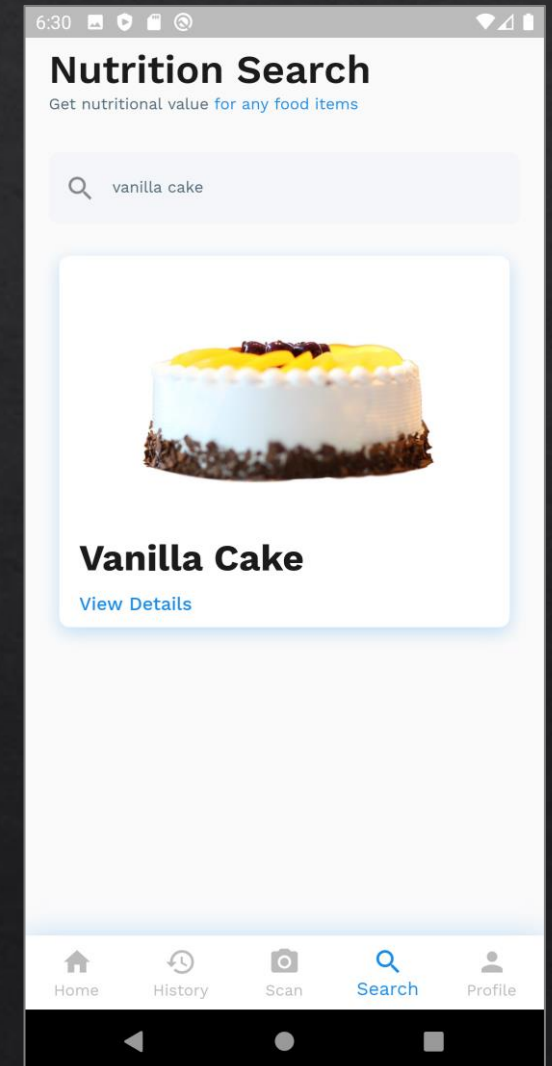 6:30
Nutrition Search
Get nutritional value for any food items
vanilla cake
Vanilla Cake
View Details
Home History Scan Search Profile